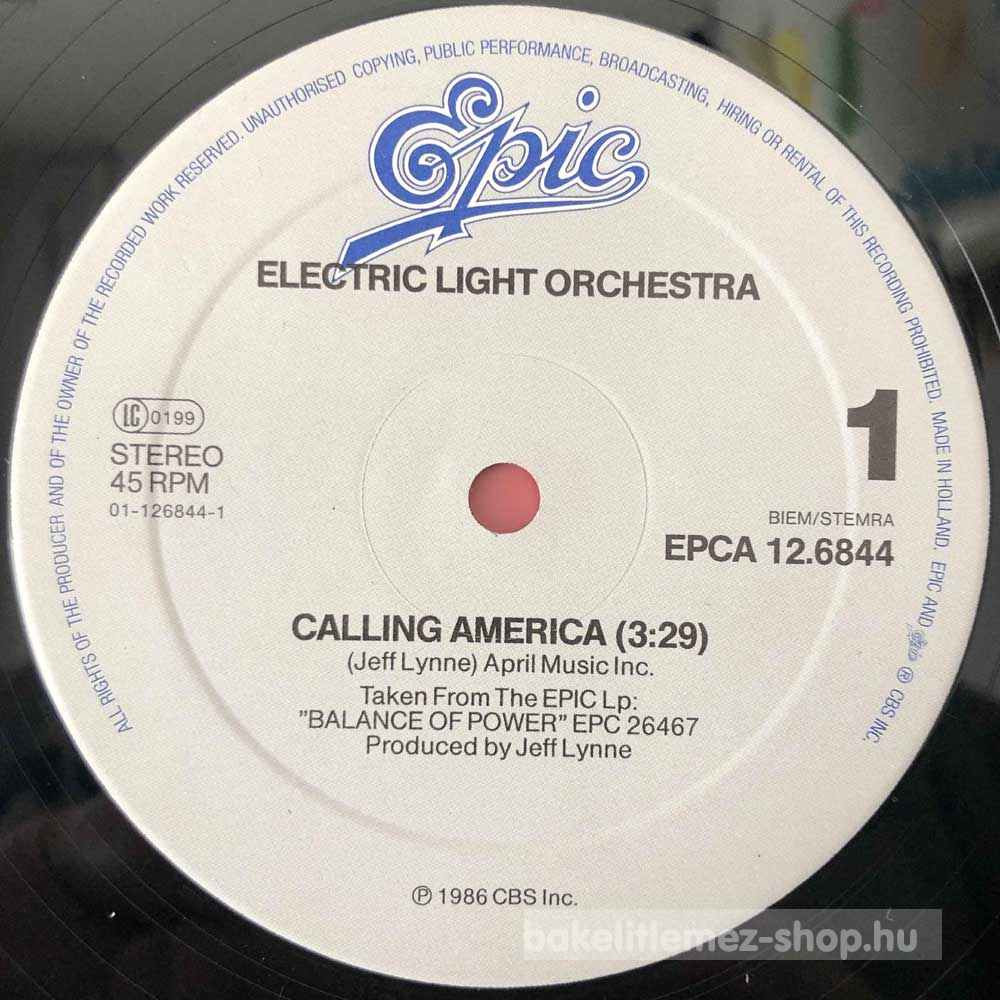 ALL RIGHTS OF THE PRODUCER AND OF THE OWNER OF THE RECORDED WORK RESERVED. UNAUTHORISED COPYING, PUBLIC PERFORMANCE, BROADCASTING, HIRING OR RENTAL OF THIS RECORDING PROHIBITED. MADE IN HOLLAND. EPIC AND Epic ® CBS INC.
Epic
ELECTRIC LIGHT ORCHESTRA
LC 0199
STEREO
45 RPM
01-126844-1
1
BIEM/STEMRA
EPCA 12.6844
CALLING AMERICA (3:29)
(Jeff Lynne) April Music Inc.
Taken From The EPIC Lp:
"BALANCE OF POWER" EPC 26467
Produced by Jeff Lynne
℗ 1986 CBS Inc.
bakelitlemez-shop.hu